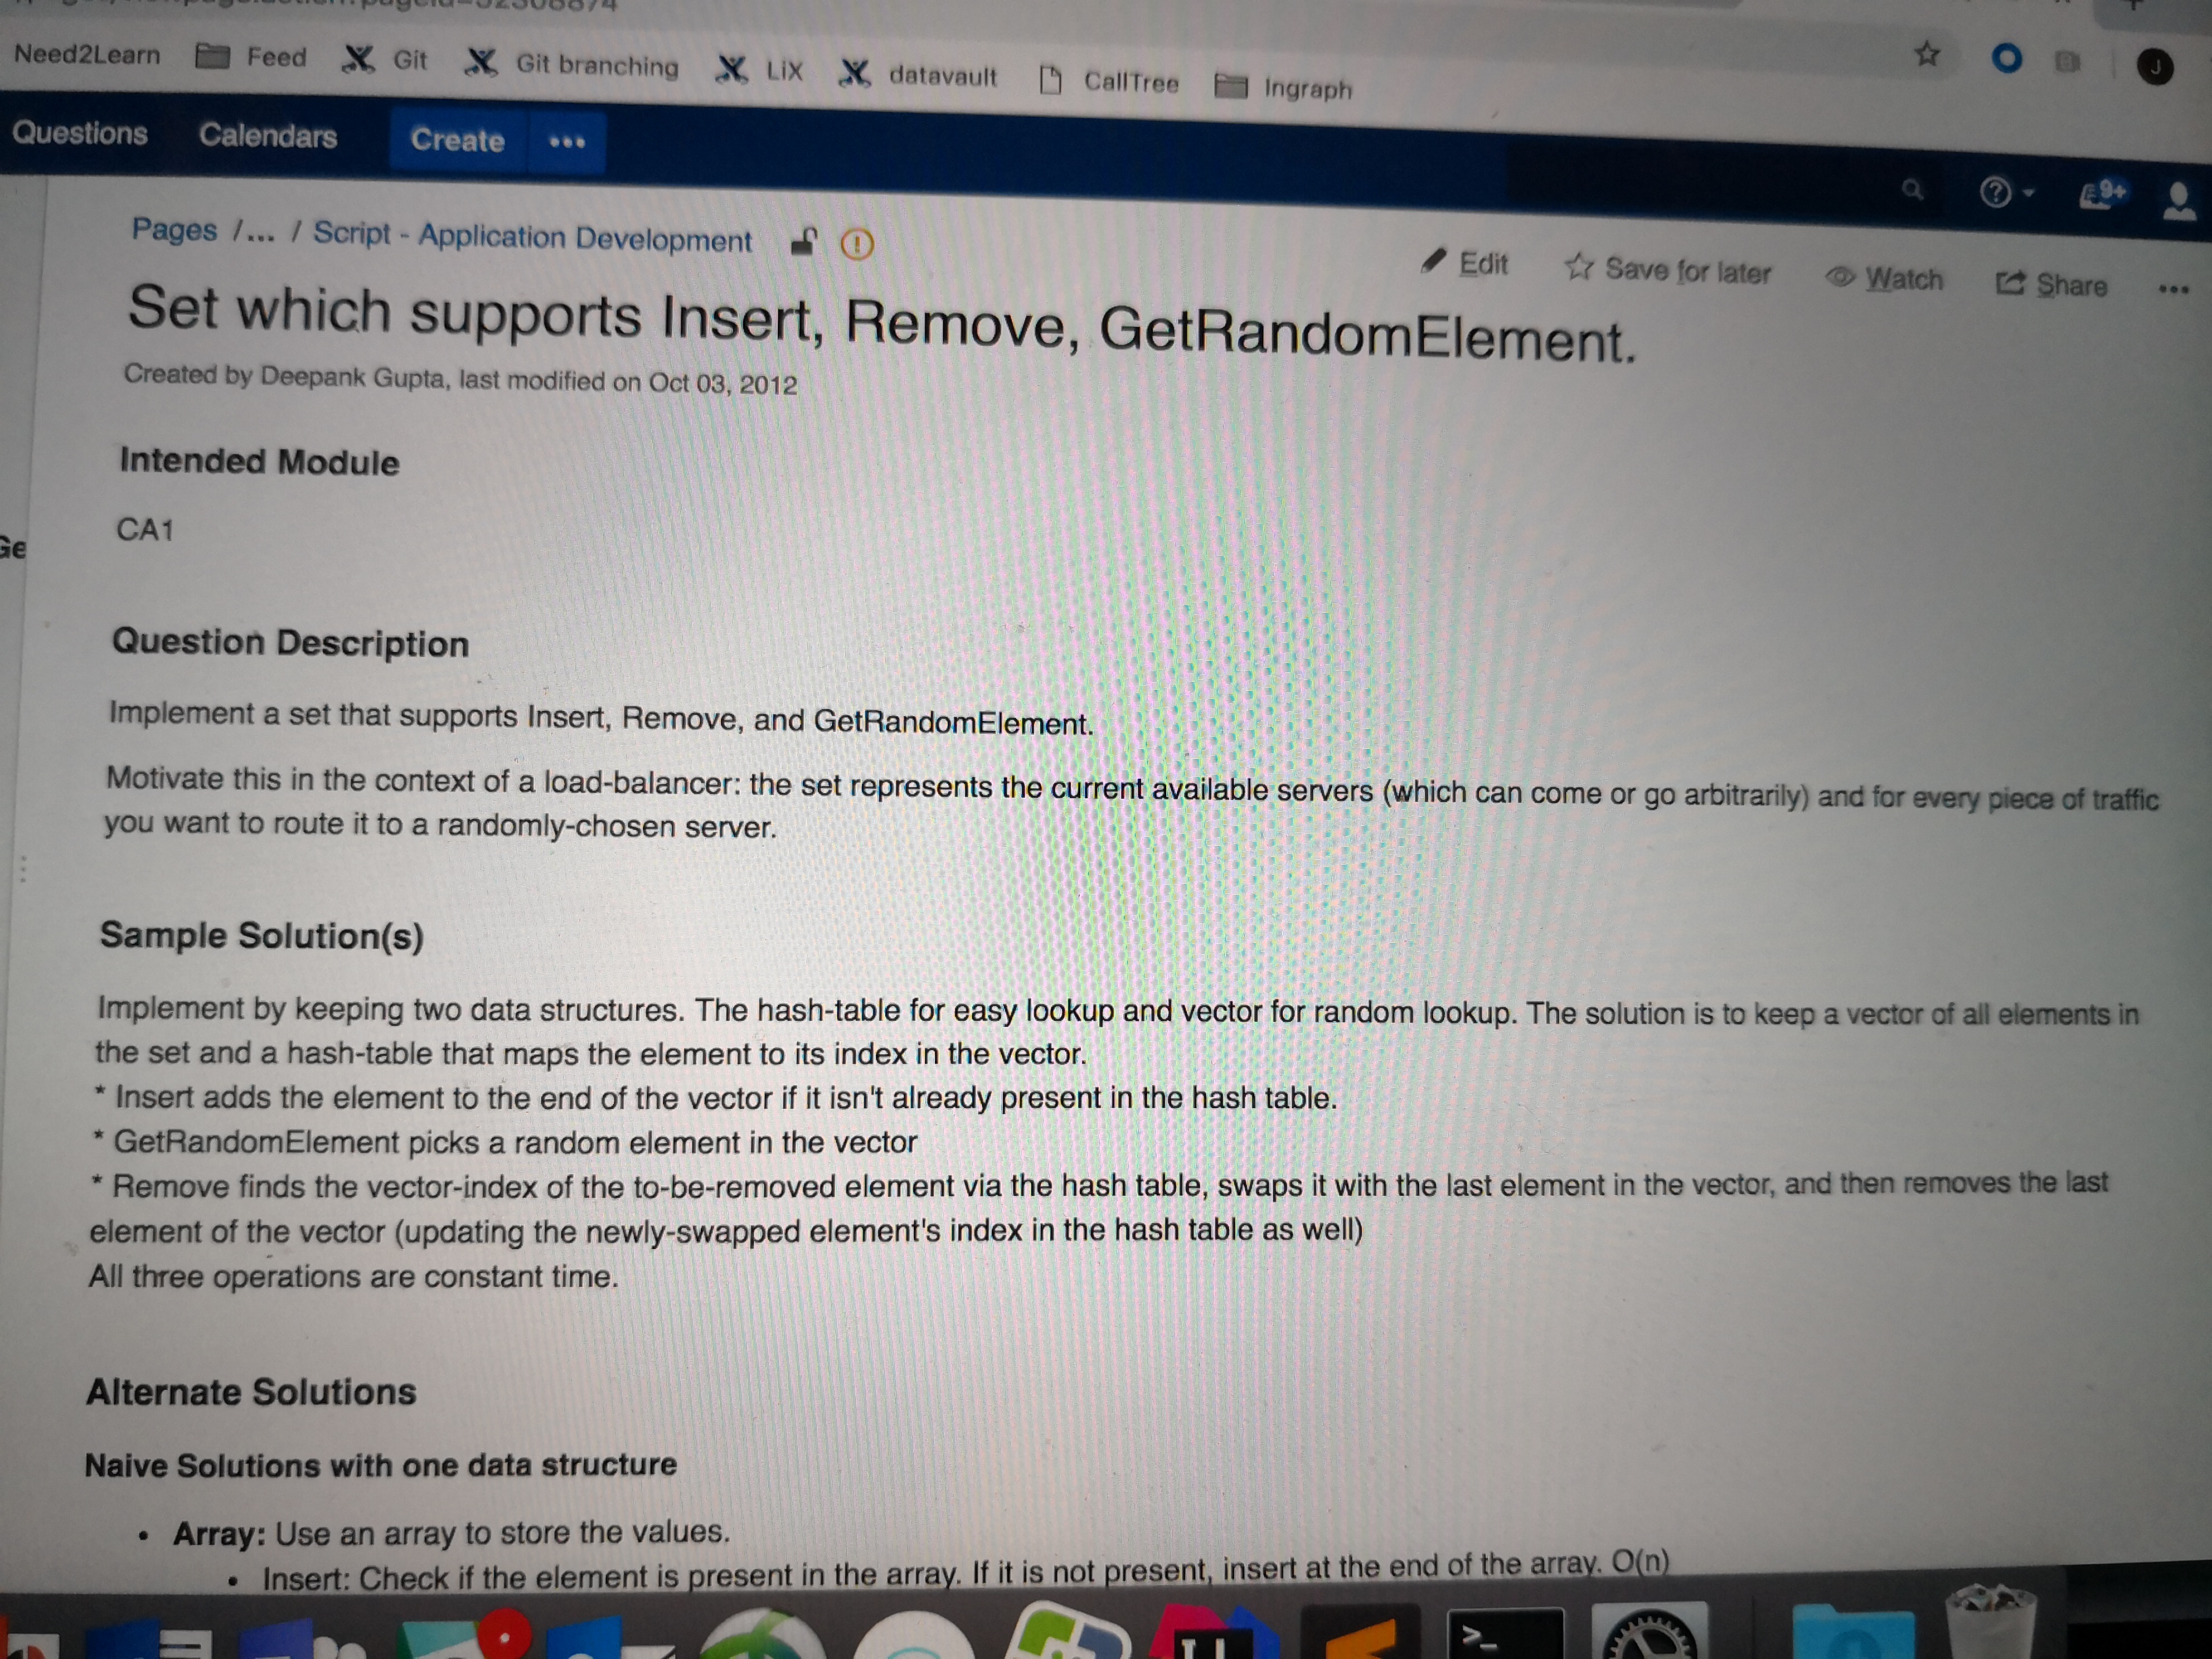 Need2Learn Feed Git Git branching LiX datavault CallTree Ingraph J
Questions Calendars Create ••• 9+
Pages /... / Script - Application Development
Edit Save for later Watch Share •••
Set which supports Insert, Remove, GetRandomElement.
Created by Deepank Gupta, last modified on Oct 03, 2012
Intended Module
CA1
Question Description
Implement a set that supports Insert, Remove, and GetRandomElement.
Motivate this in the context of a load-balancer: the set represents the current available servers (which can come or go arbitrarily) and for every piece of traffic
you want to route it to a randomly-chosen server.
Sample Solution(s)
Implement by keeping two data structures. The hash-table for easy lookup and vector for random lookup. The solution is to keep a vector of all elements in
the set and a hash-table that maps the element to its index in the vector.
* Insert adds the element to the end of the vector if it isn't already present in the hash table.
* GetRandomElement picks a random element in the vector
* Remove finds the vector-index of the to-be-removed element via the hash table, swaps it with the last element in the vector, and then removes the last
element of the vector (updating the newly-swapped element's index in the hash table as well)
All three operations are constant time.
Alternate Solutions
Naive Solutions with one data structure
• Array: Use an array to store the values.
• Insert: Check if the element is present in the array. If it is not present, insert at the end of the array. O(n)